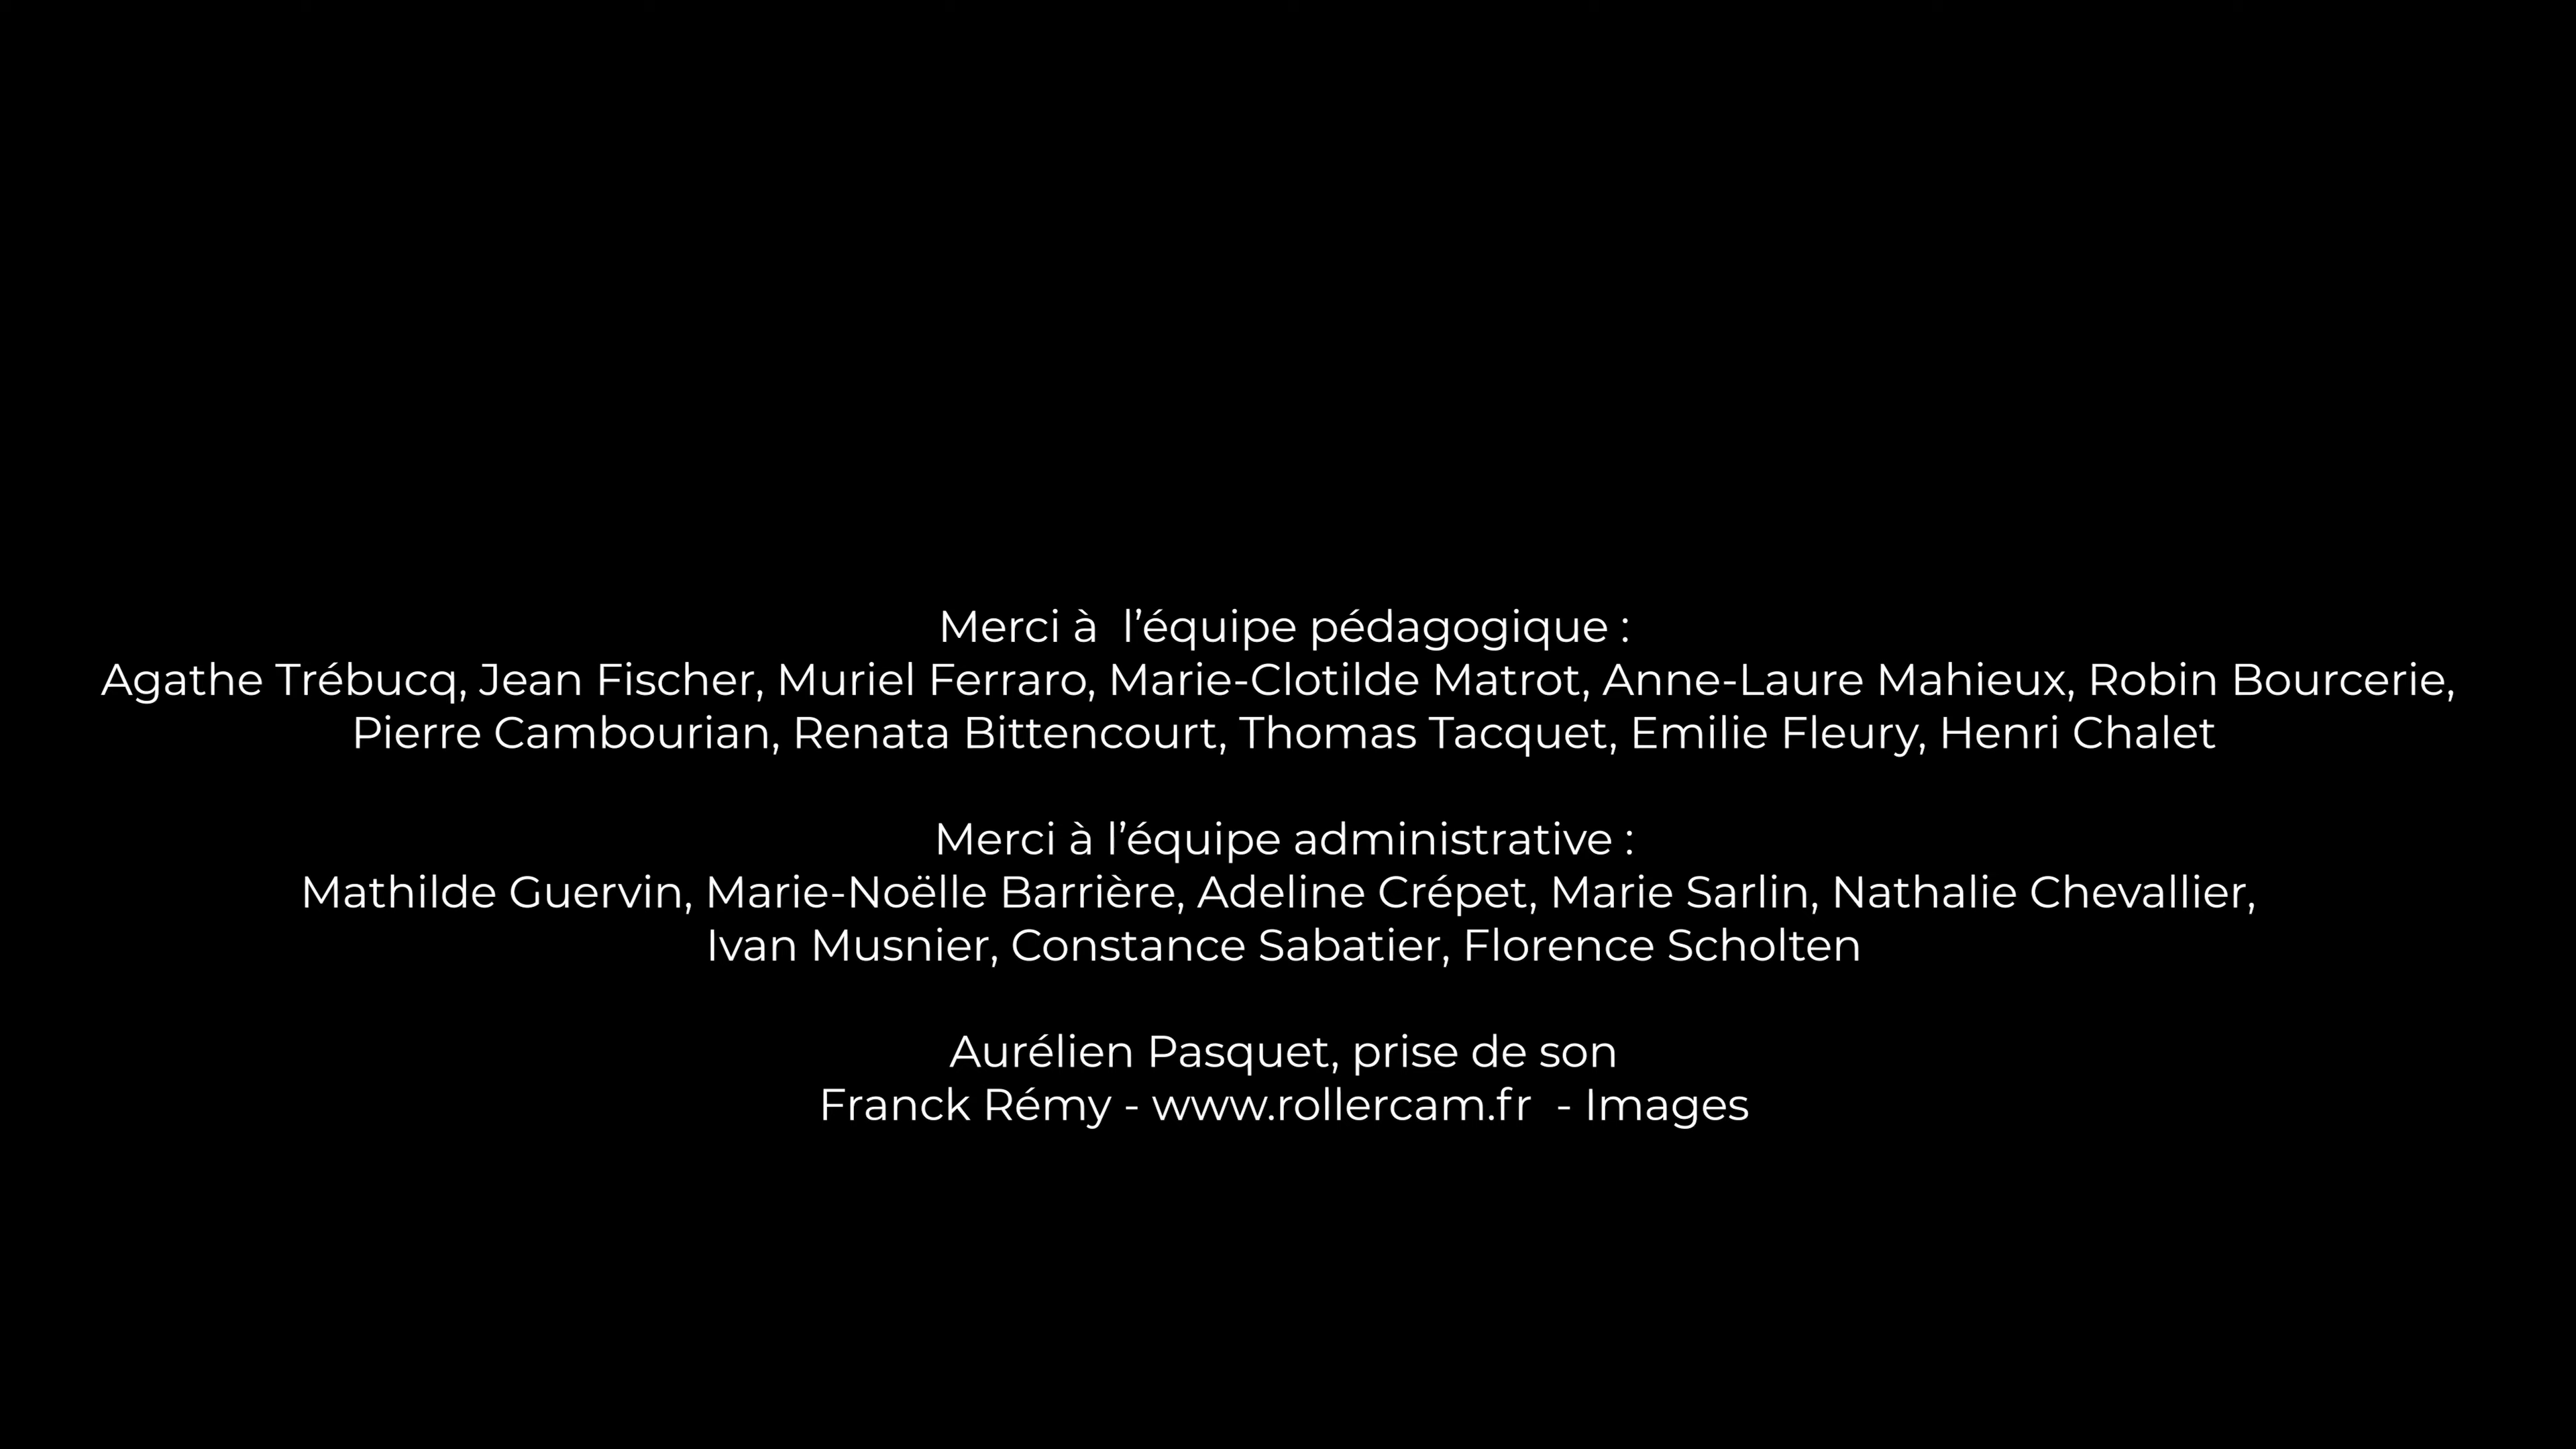 Merci à  l’équipe pédagogique :
Agathe Trébucq, Jean Fischer, Muriel Ferraro, Marie-Clotilde Matrot, Anne-Laure Mahieux, Robin Bourcerie,
Pierre Cambourian, Renata Bittencourt, Thomas Tacquet, Emilie Fleury, Henri Chalet
Merci à l’équipe administrative :
Mathilde Guervin, Marie-Noëlle Barrière, Adeline Crépet, Marie Sarlin, Nathalie Chevallier,
Ivan Musnier, Constance Sabatier, Florence Scholten
Aurélien Pasquet, prise de son
Franck Rémy - www.rollercam.fr  - Images